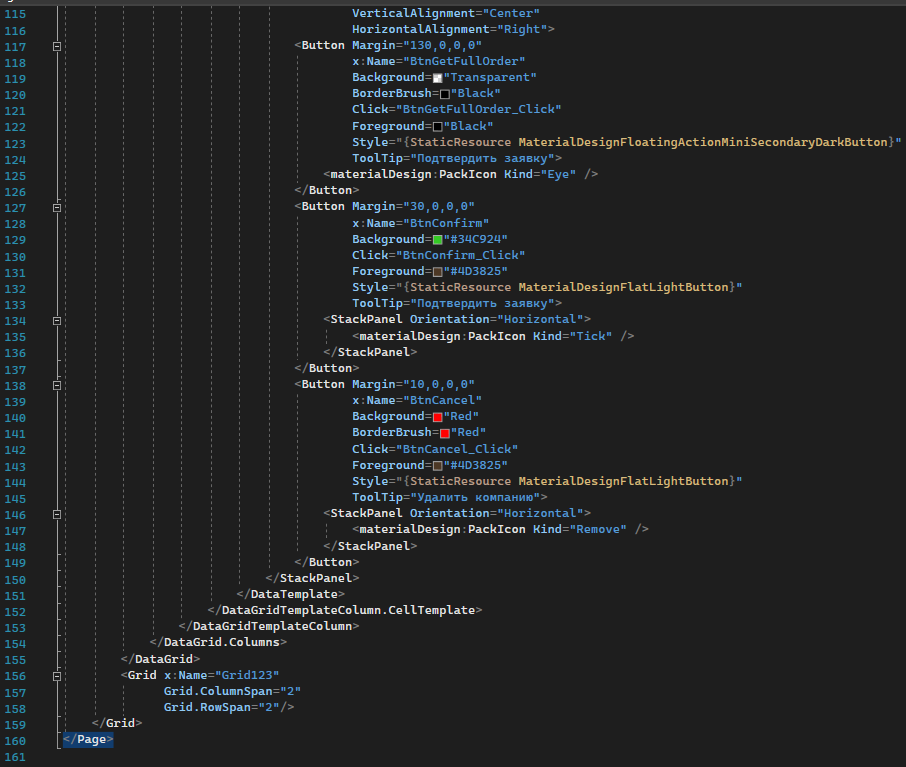 115 VerticalAlignment="Center"
116 HorizontalAlignment="Right">
117 <Button Margin="130,0,0,0"
118 x:Name="BtnGetFullOrder"
119 Background="Transparent"
120 BorderBrush="Black"
121 Click="BtnGetFullOrder_Click"
122 Foreground="Black"
123 Style="{StaticResource MaterialDesignFloatingActionMiniSecondaryDarkButton}"
124 ToolTip="Подтвердить заявку">
125 <materialDesign:PackIcon Kind="Eye" />
126 </Button>
127 <Button Margin="30,0,0,0"
128 x:Name="BtnConfirm"
129 Background="#34C924"
130 Click="BtnConfirm_Click"
131 Foreground="#4D3825"
132 Style="{StaticResource MaterialDesignFlatLightButton}"
133 ToolTip="Подтвердить заявку">
134 <StackPanel Orientation="Horizontal">
135 <materialDesign:PackIcon Kind="Tick" />
136 </StackPanel>
137 </Button>
138 <Button Margin="10,0,0,0"
139 x:Name="BtnCancel"
140 Background="Red"
141 BorderBrush="Red"
142 Click="BtnCancel_Click"
143 Foreground="#4D3825"
144 Style="{StaticResource MaterialDesignFlatLightButton}"
145 ToolTip="Удалить компанию">
146 <StackPanel Orientation="Horizontal">
147 <materialDesign:PackIcon Kind="Remove" />
148 </StackPanel>
149 </Button>
150 </StackPanel>
151 </DataTemplate>
152 </DataGridTemplateColumn.CellTemplate>
153 </DataGridTemplateColumn>
154 </DataGrid.Columns>
155 </DataGrid>
156 <Grid x:Name="Grid123"
157 Grid.ColumnSpan="2"
158 Grid.RowSpan="2"/>
159 </Grid>
160 </Page>
161